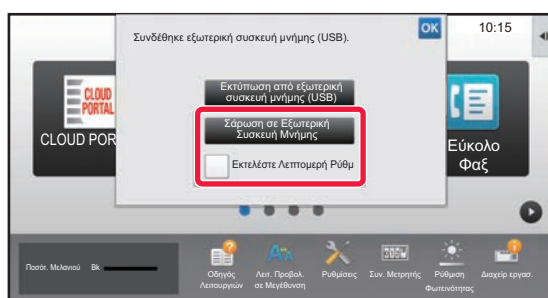 Συνδέθηκε εξωτερική συσκευή μνήμης (USB).
OK
10:15
Εκτύπωση από εξωτερική
συσκευή μνήμης (USB)
Σάρωση σε Εξωτερική
Συσκευή Μνήμης
Εκτελέστε Λεπτομερή Ρύθμ
CLOUD
PORTAL
CLOUD POR
Εύκολο
Φαξ
Ποσότ. Μελανιού Bk
Οδηγός
Λειτουργιών
Λειτ. Προβολ.
σε Μεγέθυνση
Ρυθμίσεις
Συν. Μετρητής
Ρύθμιση
Φωτεινότητας
Διαχείρ εργασ.